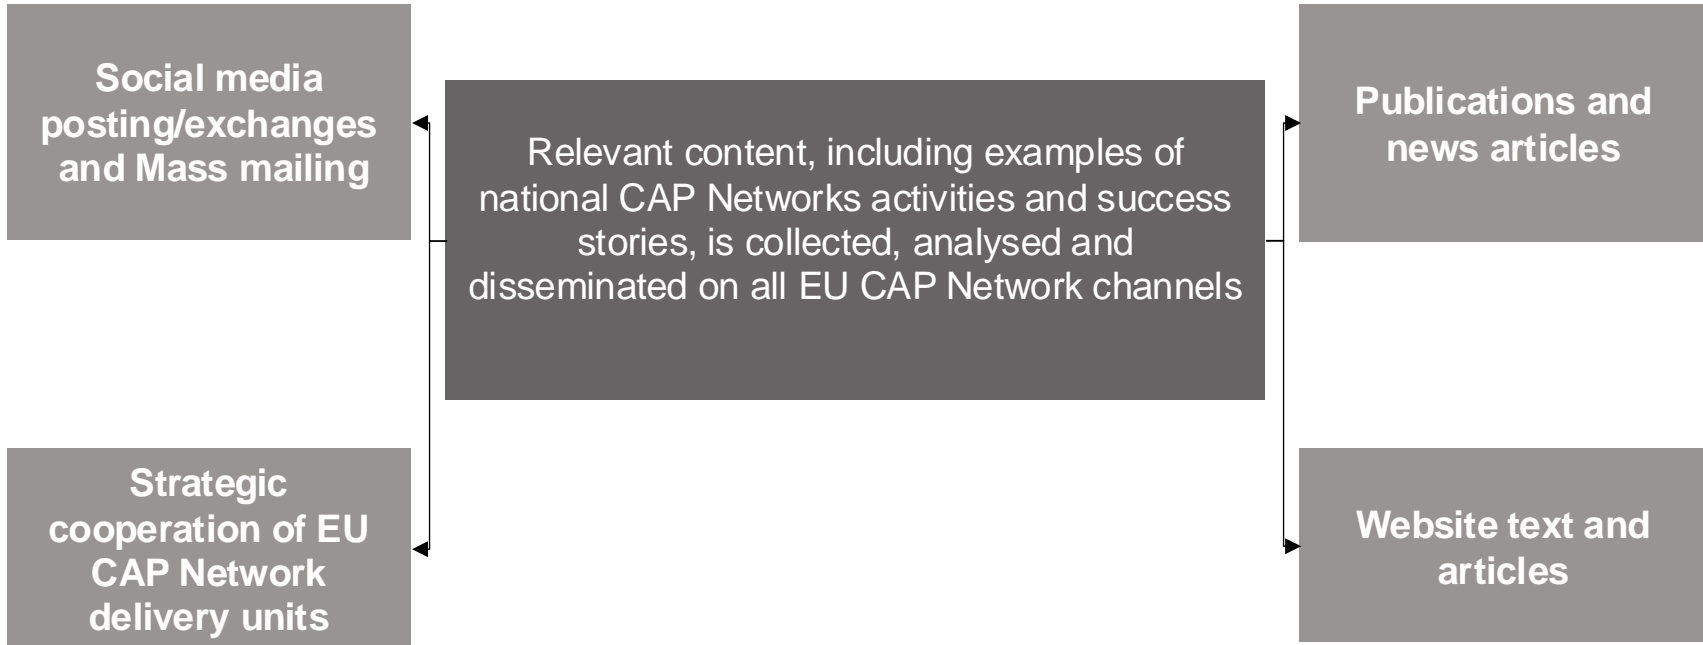 Social media
posting/exchanges
and Mass mailing
Relevant content, including examples of
national CAP Networks activities and success
stories, is collected, analysed and
disseminated on all EU CAP Network channels
Publications and
news articles
Strategic
cooperation of EU
CAP Network
delivery units
Website text and
articles